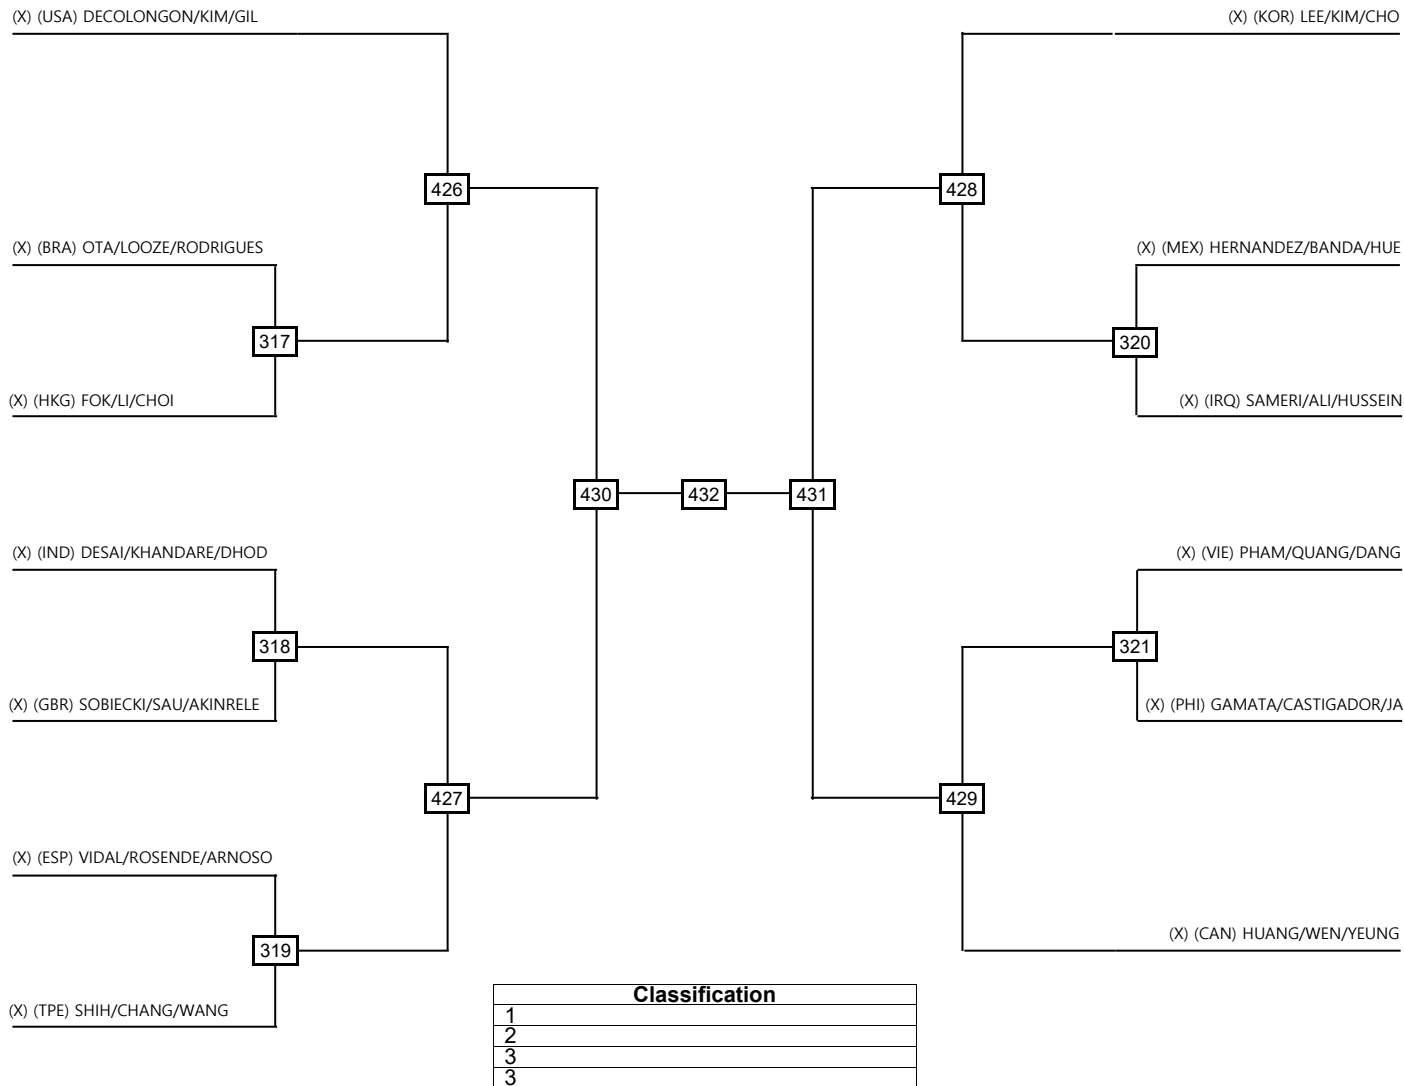 (X) (USA) DECOLONGON/KIM/GIL
(X) (KOR) LEE/KIM/CHO
426
428
(X) (BRA) OTA/LOOZE/RODRIGUES
(X) (MEX) HERNANDEZ/BANDA/HUE
317
320
(X) (HKG) FOK/LI/CHOI
(X) (IRQ) SAMERI/ALI/HUSSEIN
430
432
431
(X) (IND) DESAI/KHANDARE/DHOD
(X) (VIE) PHAM/QUANG/DANG
318
321
(X) (GBR) SOBIECKI/SAU/AKINRELE
(X) (PHI) GAMATA/CASTIGADOR/JA
427
429
(X) (ESP) VIDAL/ROSENDE/ARNOSO
(X) (CAN) HUANG/WEN/YEUNG
319
(X) (TPE) SHIH/CHANG/WANG
Classification
1
2
3
3